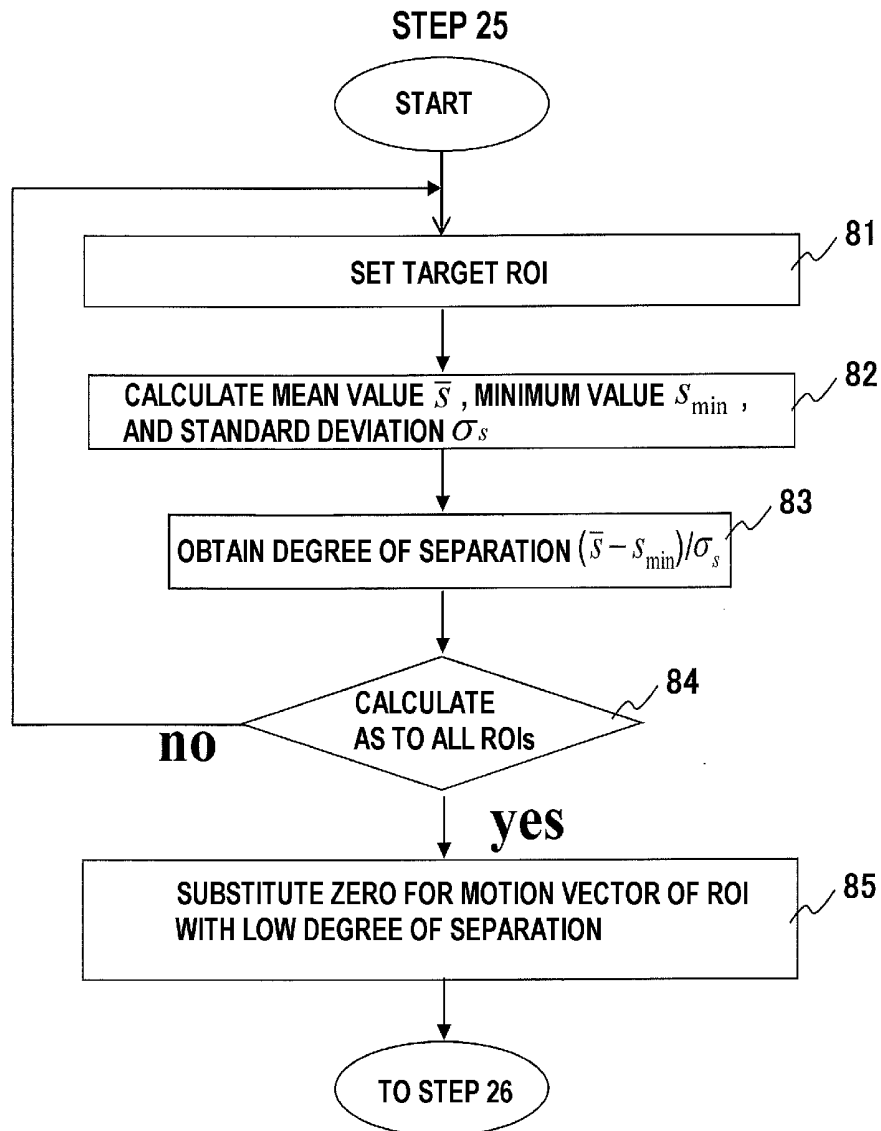 STEP 25
START
81
SET TARGET ROI
82
CALCULATE MEAN VALUE s̅ , MINIMUM VALUE s_min ,
AND STANDARD DEVIATION σ_s
83
OBTAIN DEGREE OF SEPARATION (s̅ − s_min)/σ_s
84
CALCULATE
AS TO ALL ROIs
no
yes
85
SUBSTITUTE ZERO FOR MOTION VECTOR OF ROI
WITH LOW DEGREE OF SEPARATION
TO STEP 26